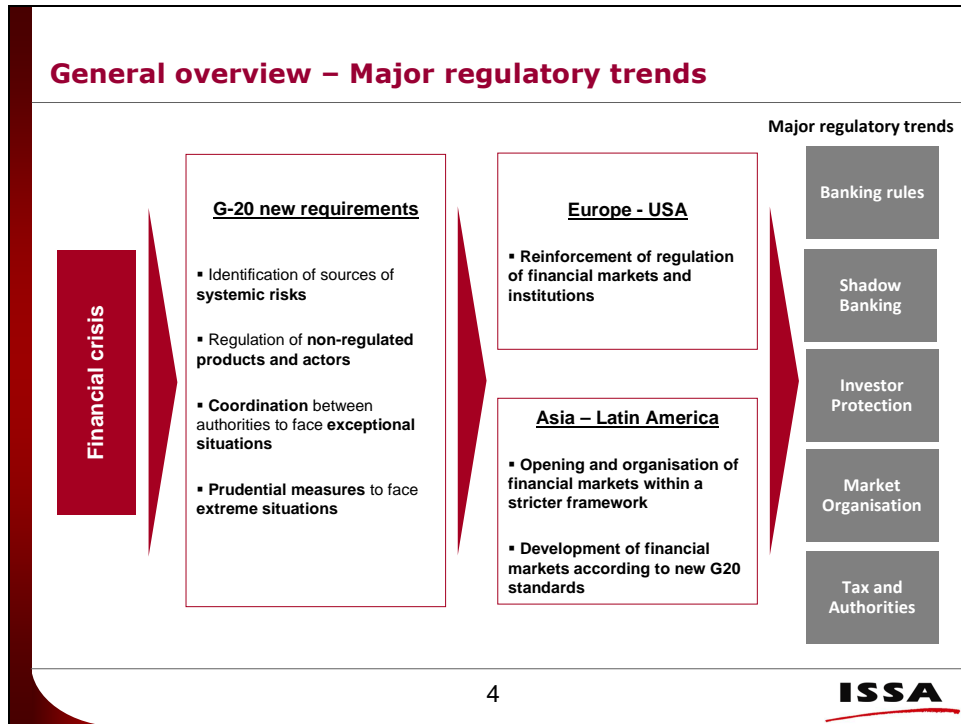 General overview – Major regulatory trends
Financial crisis
G-20 new requirements
▪ Identification of sources of
systemic risks
▪ Regulation of non-regulated
products and actors
▪ Coordination between
authorities to face exceptional
situations
▪ Prudential measures to face
extreme situations
Europe - USA
▪ Reinforcement of regulation
of financial markets and
institutions
Asia – Latin America
▪ Opening and organisation of
financial markets within a
stricter framework
▪ Development of financial
markets according to new G20
standards
Major regulatory trends
Banking rules
Shadow
Banking
Investor
Protection
Market
Organisation
Tax and
Authorities
4
ISSA